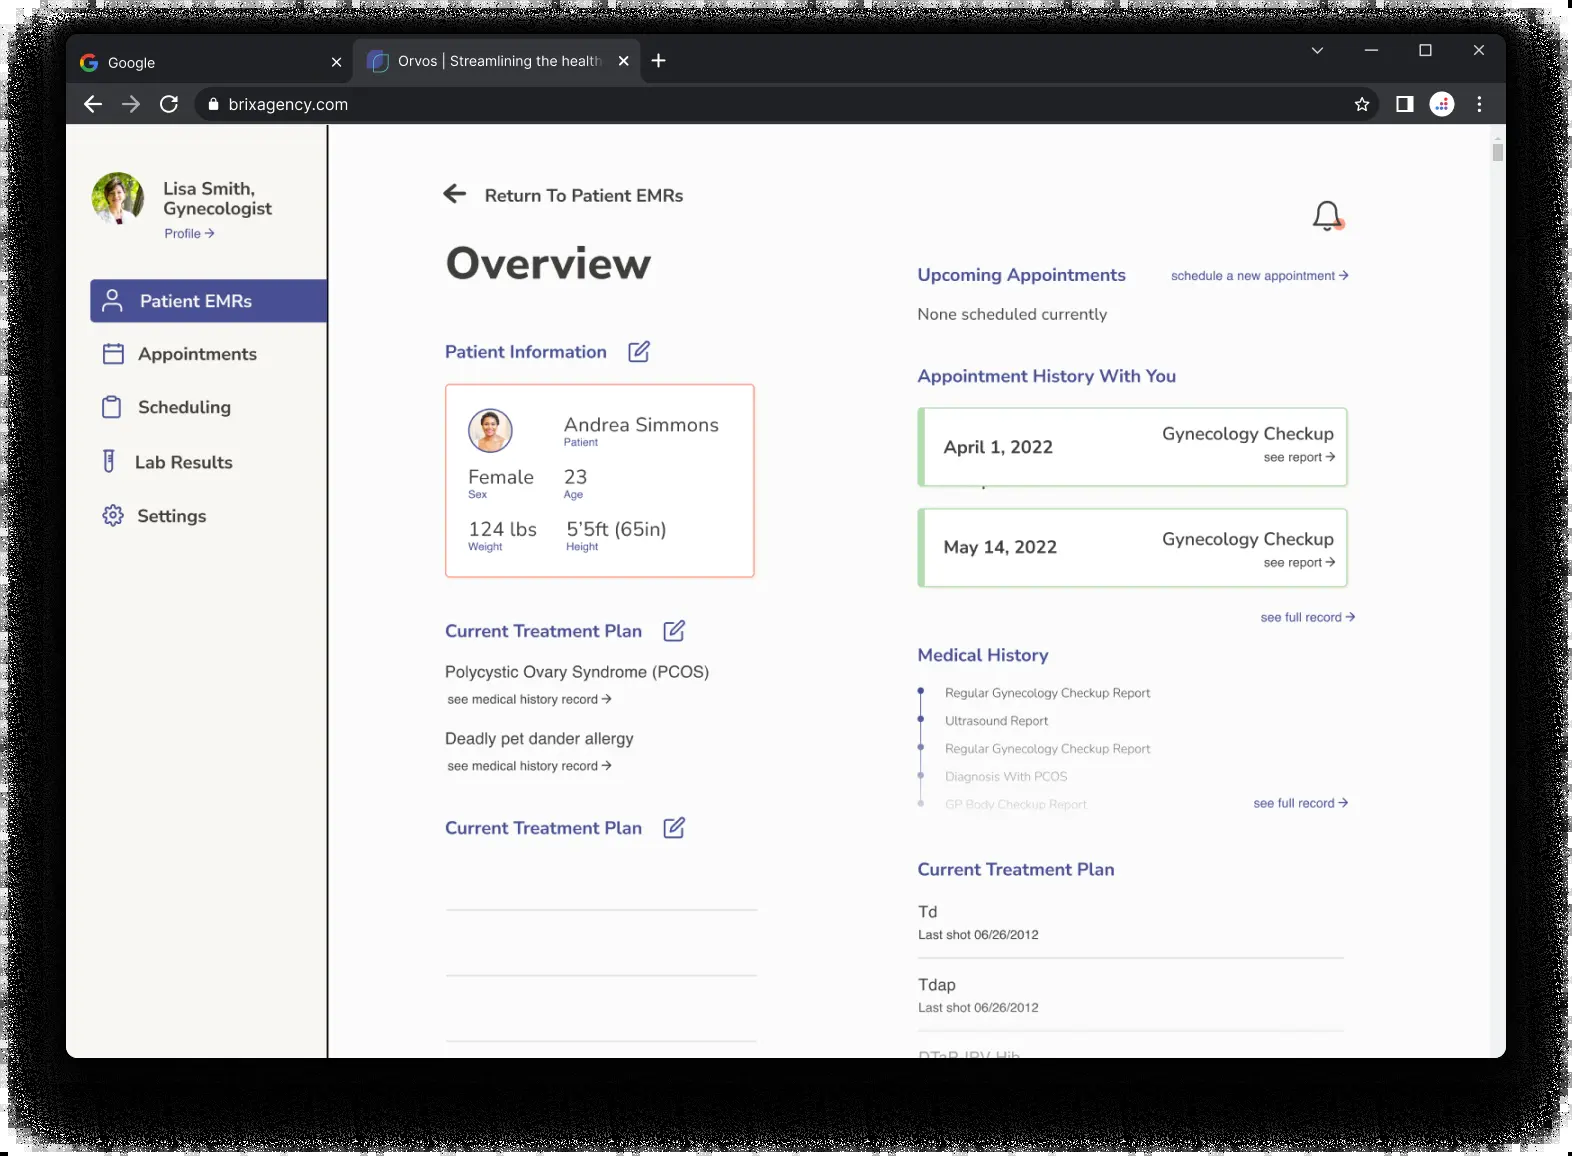 Google
Orvos | Streamlining the health
brixagency.com
Lisa Smith,
Gynecologist
Profile →
Patient EMRs
Appointments
Scheduling
Lab Results
Settings
← Return To Patient EMRs
Overview
Patient Information
Andrea Simmons
Patient
Female
Sex
23
Age
124 lbs
Weight
5’5ft (65in)
Height
Current Treatment Plan
Polycystic Ovary Syndrome (PCOS)
see medical history record →
Deadly pet dander allergy
see medical history record →
Current Treatment Plan
Upcoming Appointments
schedule a new appointment →
None scheduled currently
Appointment History With You
April 1, 2022
Gynecology Checkup
see report →
May 14, 2022
Gynecology Checkup
see report →
see full record →
Medical History
Regular Gynecology Checkup Report
Ultrasound Report
Regular Gynecology Checkup Report
Diagnosis With PCOS
GP Body Checkup Report
see full record →
Current Treatment Plan
Td
Last shot 06/26/2012
Tdap
Last shot 06/26/2012